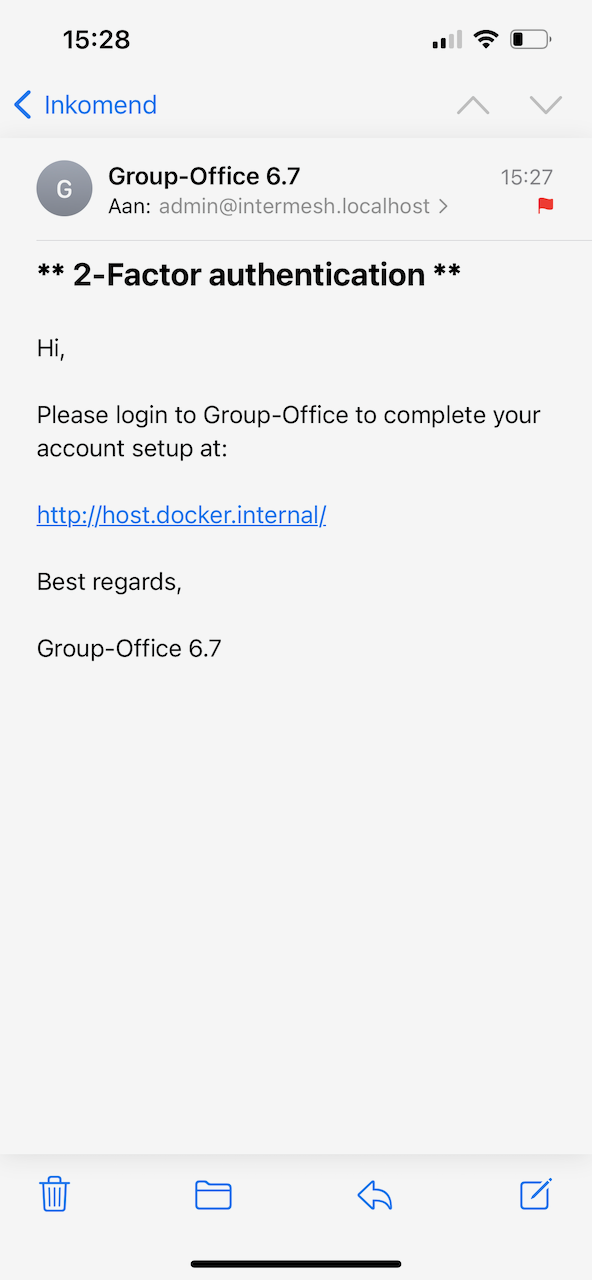 15:28
Inkomend
G
Group-Office 6.7
15:27
Aan: admin@intermesh.localhost
** 2-Factor authentication **
Hi,
Please login to Group-Office to complete your
account setup at:
http://host.docker.internal/
Best regards,
Group-Office 6.7